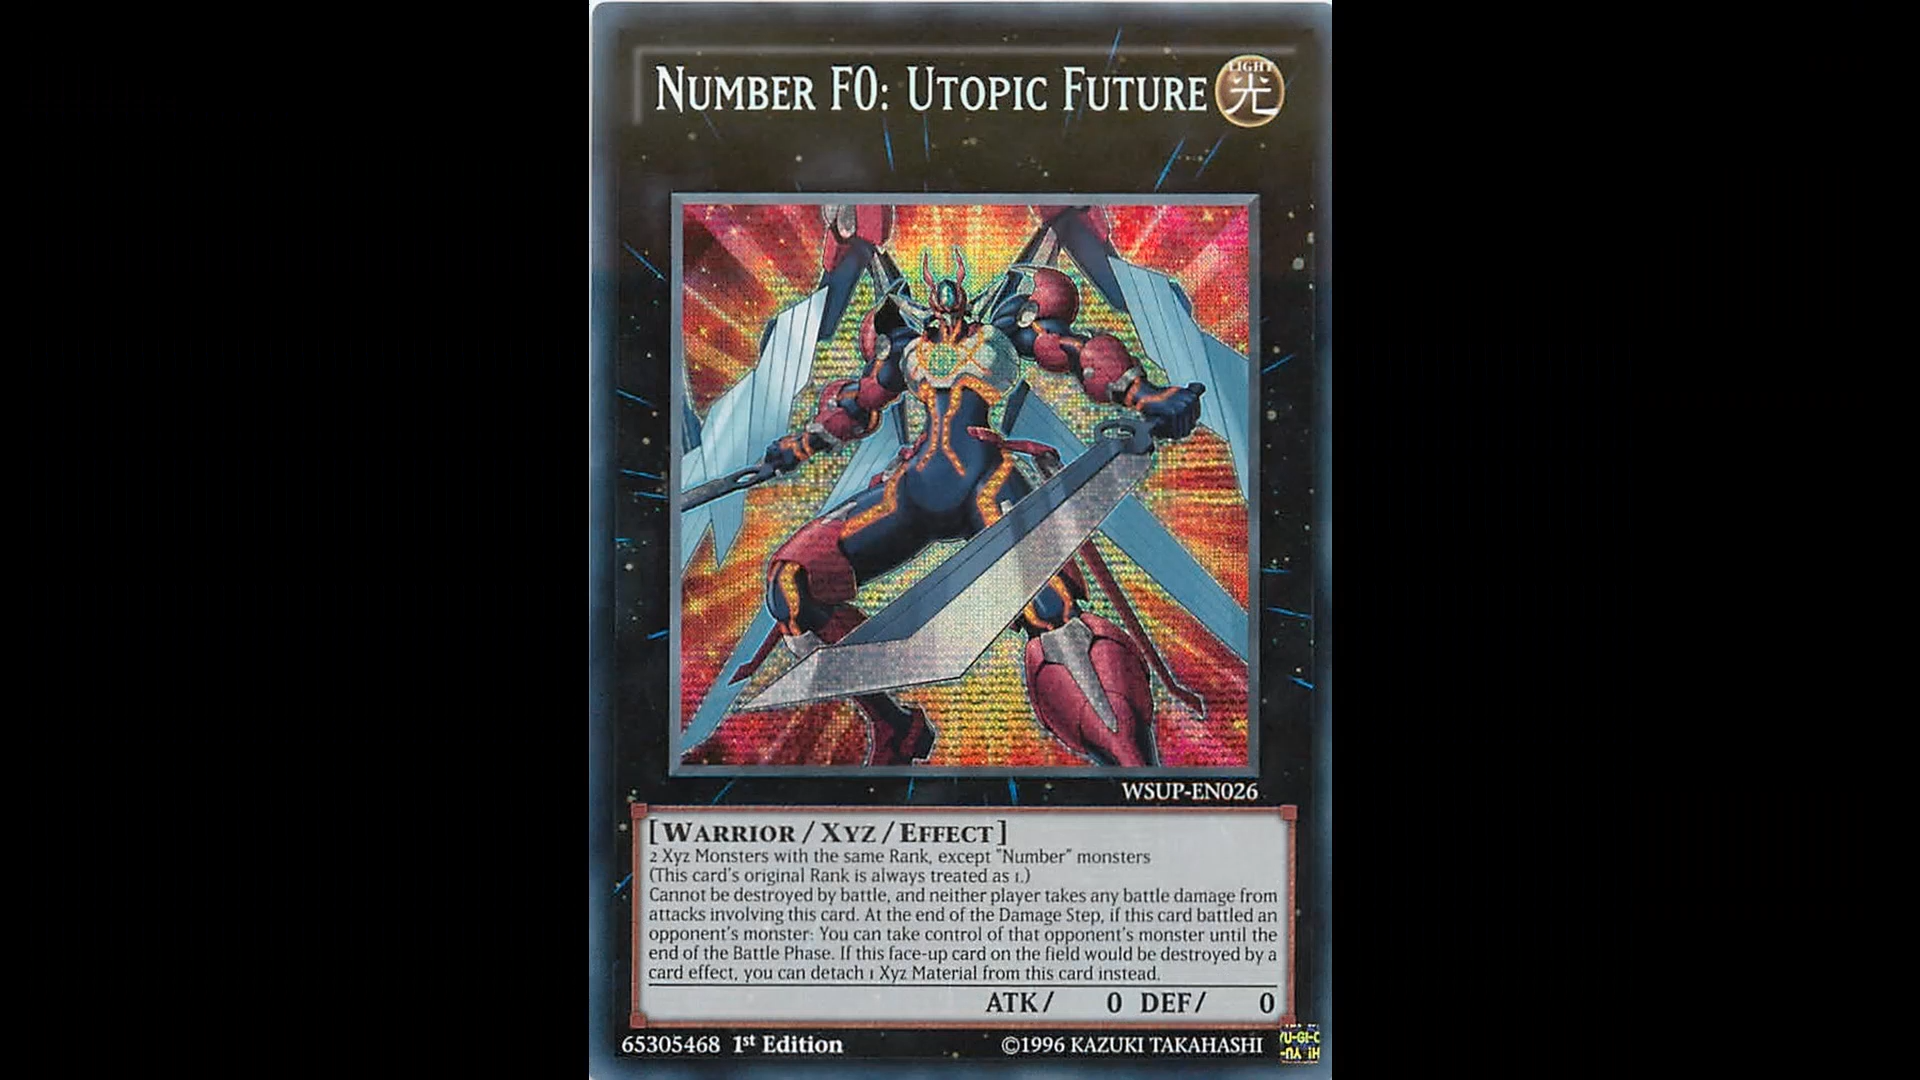 NUMBER F0: UTOPIC FUTURE
LIGHT
光
WSUP-EN026
[WARRIOR / XYZ / EFFECT]
2 Xyz Monsters with the same Rank, except "Number" monsters
(This card's original Rank is always treated as 1.)
Cannot be destroyed by battle, and neither player takes any battle damage from
attacks involving this card. At the end of the Damage Step, if this card battled an
opponent's monster: You can take control of that opponent's monster until the
end of the Battle Phase. If this face-up card on the field would be destroyed by a
card effect, you can detach 1 Xyz Material from this card instead.
ATK / 0 DEF / 0
65305468 1st Edition ©1996 KAZUKI TAKAHASHI